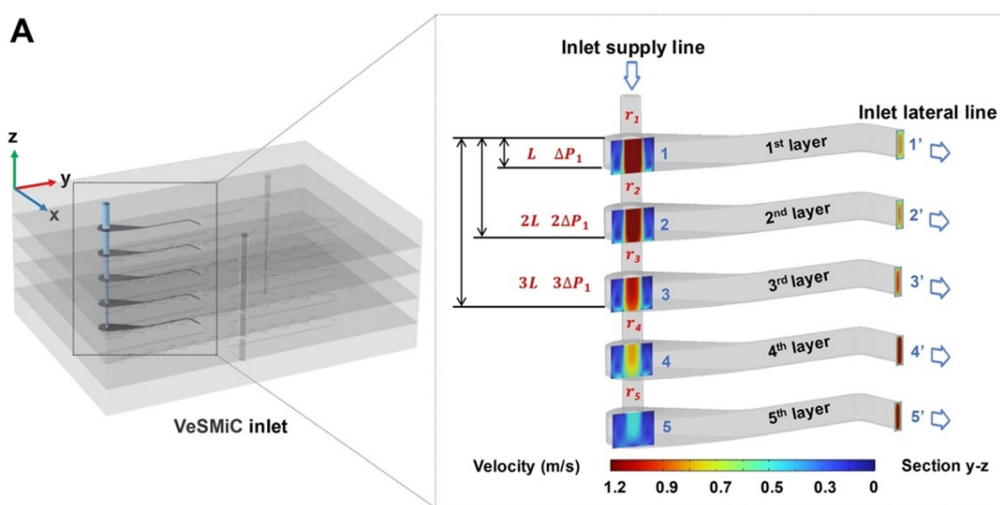 A
z
y
x
VeSMiC inlet
Inlet supply line
Inlet lateral line
r₁
L ΔP₁
1
1st layer
1'
r₂
2L 2ΔP₁
2
2nd layer
2'
r₃
3L 3ΔP₁
3
3rd layer
3'
r₄
4
4th layer
4'
r₅
5
5th layer
5'
Velocity (m/s)
Section y-z
1.2 0.9 0.7 0.5 0.3 0